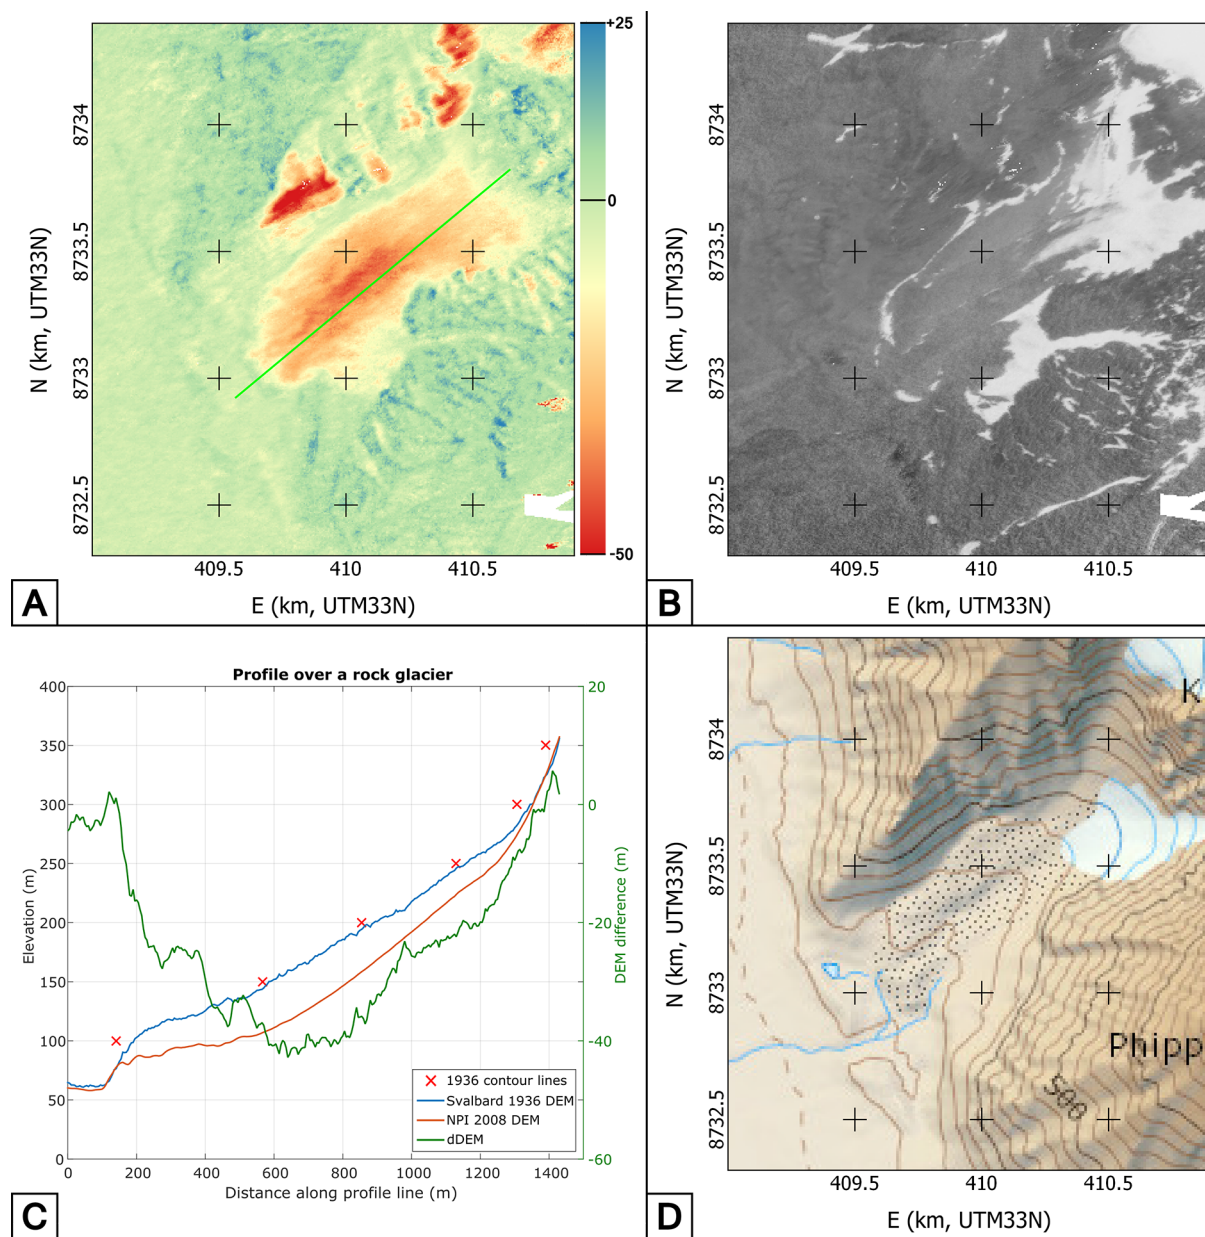 +25
0
-50
8734
8733.5
8733
8732.5
N (km, UTM33N)
409.5
410
410.5
E (km, UTM33N)
A
8734
8733.5
8733
8732.5
N (km, UTM33N)
409.5
410
410.5
E (km, UTM33N)
B
Profile over a rock glacier
400
350
300
250
200
150
100
50
0
Elevation (m)
20
0
-20
-40
-60
DEM difference (m)
1936 contour lines
Svalbard 1936 DEM
NPI 2008 DEM
dDEM
0
200
400
600
800
1000
1200
1400
Distance along profile line (m)
C
K
Phipp
500
8734
8733.5
8733
8732.5
N (km, UTM33N)
409.5
410
410.5
E (km, UTM33N)
D